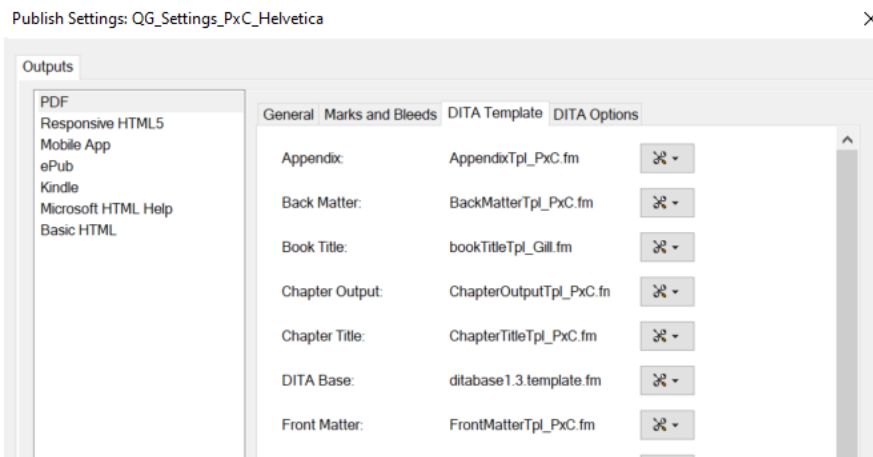 Publish Settings: QG_Settings_PxC_Helvetica
Outputs
PDF
Responsive HTML5
Mobile App
ePub
Kindle
Microsoft HTML Help
Basic HTML
General Marks and Bleeds DITA Template DITA Options
Appendix: AppendixTpl_PxC.fm
Back Matter: BackMatterTpl_PxC.fm
Book Title: bookTitleTpl_Gill.fm
Chapter Output: ChapterOutputTpl_PxC.fn
Chapter Title: ChapterTitleTpl_PxC.fm
DITA Base: ditabase1.3.template.fm
Front Matter: FrontMatterTpl_PxC.fm